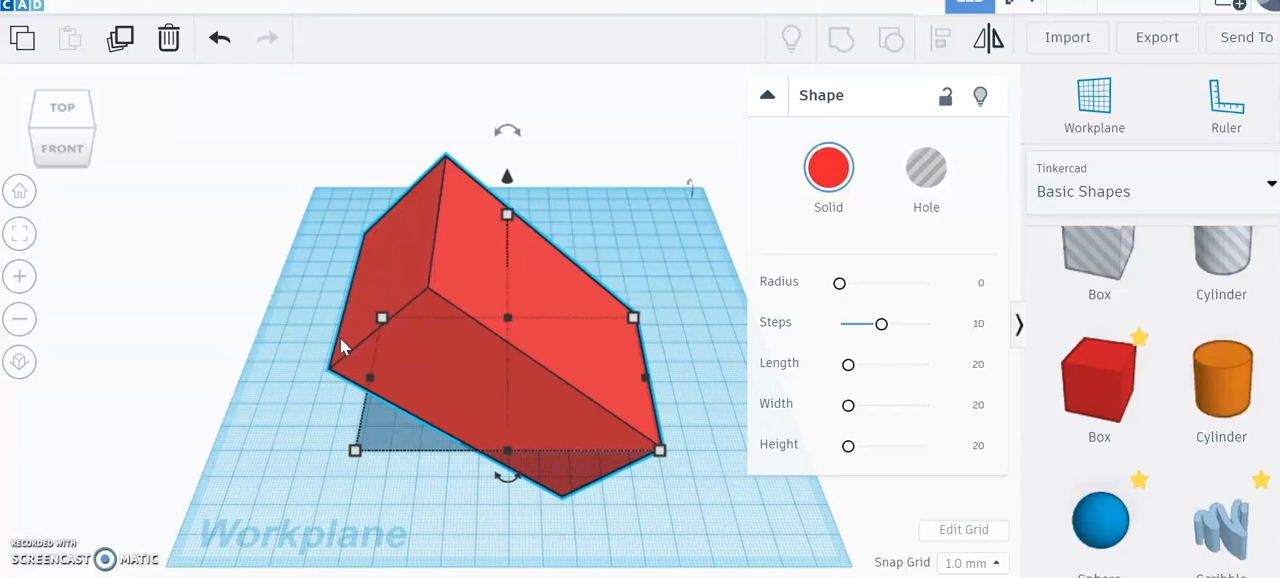 CAD
Import
Export
Send To
TOP
FRONT
Shape
Solid
Hole
Radius
0
Steps
10
Length
20
Width
20
Height
20
Workplane
Ruler
Tinkercad
Basic Shapes
Box
Cylinder
Box
Cylinder
Workplane
Edit Grid
Snap Grid
1.0 mm
RECORDED WITH
SCREENCAST MATIC